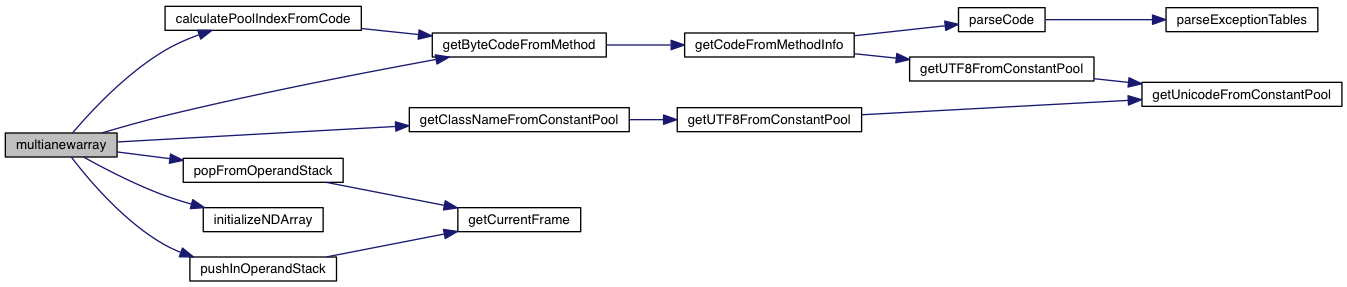 calculatePoolIndexFromCode
parseCode
parseExceptionTables
getByteCodeFromMethod
getCodeFromMethodInfo
getUTF8FromConstantPool
getUnicodeFromConstantPool
getClassNameFromConstantPool
getUTF8FromConstantPool
multianewarray
popFromOperandStack
initializeNDArray
getCurrentFrame
pushInOperandStack